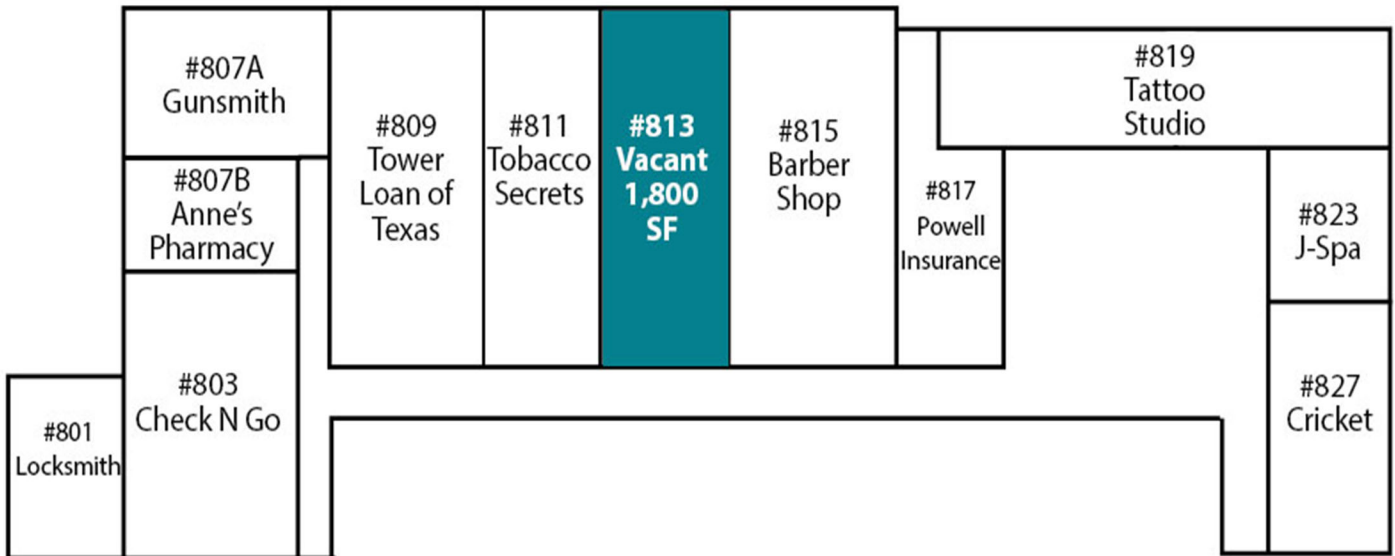 #807A
Gunsmith
#807B
Anne's
Pharmacy
#803
Check N Go
#801
Locksmith
#809
Tower
Loan of
Texas
#811
Tobacco
Secrets
#813
Vacant
1,800
SF
#815
Barber
Shop
#817
Powell
Insurance
#819
Tattoo
Studio
#823
J-Spa
#827
Cricket